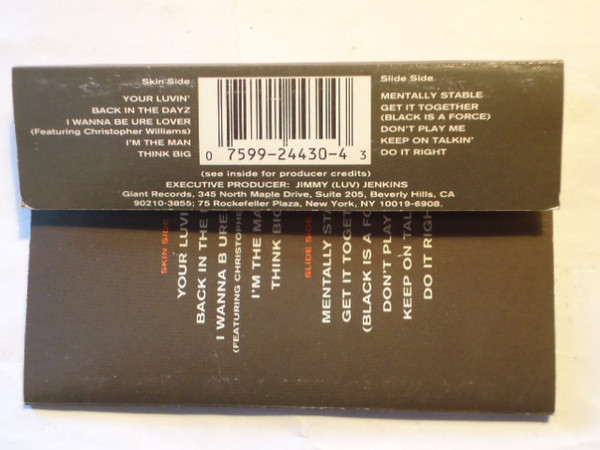 Skin Side
YOUR LUVIN'
BACK IN THE DAYZ
I WANNA BE URE LOVER
(Featuring Christopher Williams)
I'M THE MAN
THINK BIG
0 7599-24430-4 3
Slide Side
MENTALLY STABLE
GET IT TOGETHER
(BLACK IS A FORCE)
DON'T PLAY ME
KEEP ON TALKIN'
DO IT RIGHT
(see inside for producer credits)
EXECUTIVE PRODUCER: JIMMY (LUV) JENKINS
Giant Records, 345 North Maple Drive, Suite 205, Beverly Hills, CA
90210-3855; 75 Rockefeller Plaza, New York, NY 10019-6908.
SKIN SIDE
YOUR LUVIN
BACK IN THE
I WANNA B URE
(FEATURING CHRISTOPHE
I'M THE MA
THINK BIG
SLIDE SIDE
MENTALLY STA
GET IT TOGET
(BLACK IS A FO
DON'T PLAY
KEEP ON TAL
DO IT RIGH